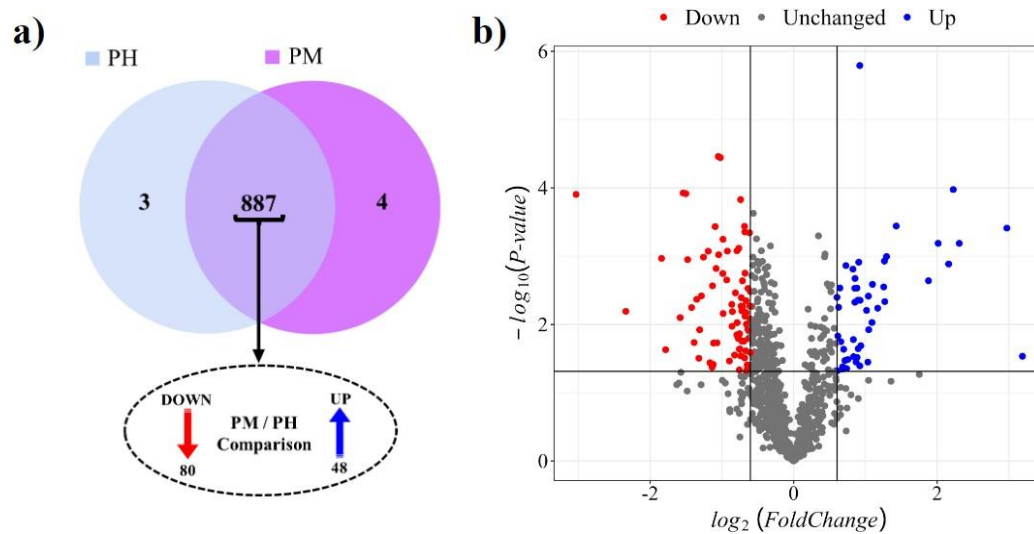 a)
PH PM
3 887 4
DOWN UP
PM / PH
Comparison
80 48
b)
Down Unchanged Up
6
4
2
0
-2 0 2
− log10(P-value)
log2 (FoldChange)